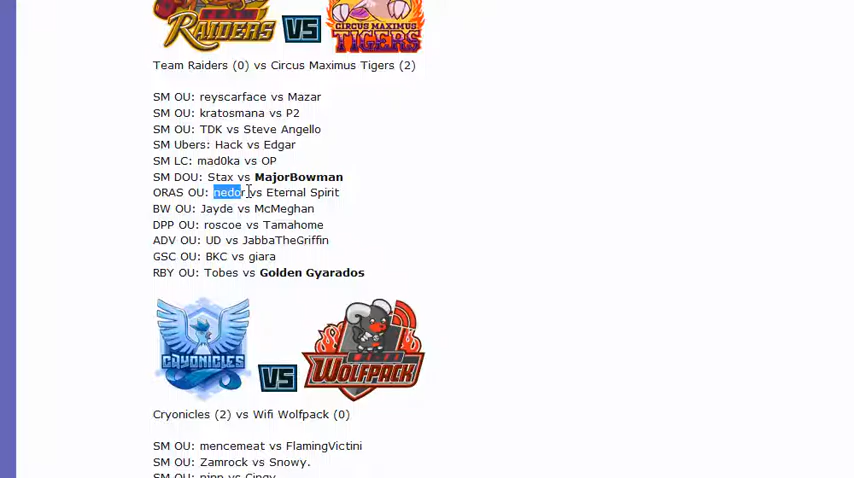 TEAM
RAIDERS
VS
CIRCUS MAXIMUS
TIGERS
Team Raiders (0) vs Circus Maximus Tigers (2)
SM OU: reyscarface vs Mazar
SM OU: kratosmana vs P2
SM OU: TDK vs Steve Angello
SM Ubers: Hack vs Edgar
SM LC: mad0ka vs OP
SM DOU: Stax vs MajorBowman
ORAS OU: nedor vs Eternal Spirit
BW OU: Jayde vs McMeghan
DPP OU: roscoe vs Tamahome
ADV OU: UD vs JabbaTheGriffin
GSC OU: BKC vs giara
RBY OU: Tobes vs Golden Gyarados
CRYONICLES
VS
WOLFPACK
Cryonicles (2) vs Wifi Wolfpack (0)
SM OU: mencemeat vs FlamingVictini
SM OU: Zamrock vs Snowy.